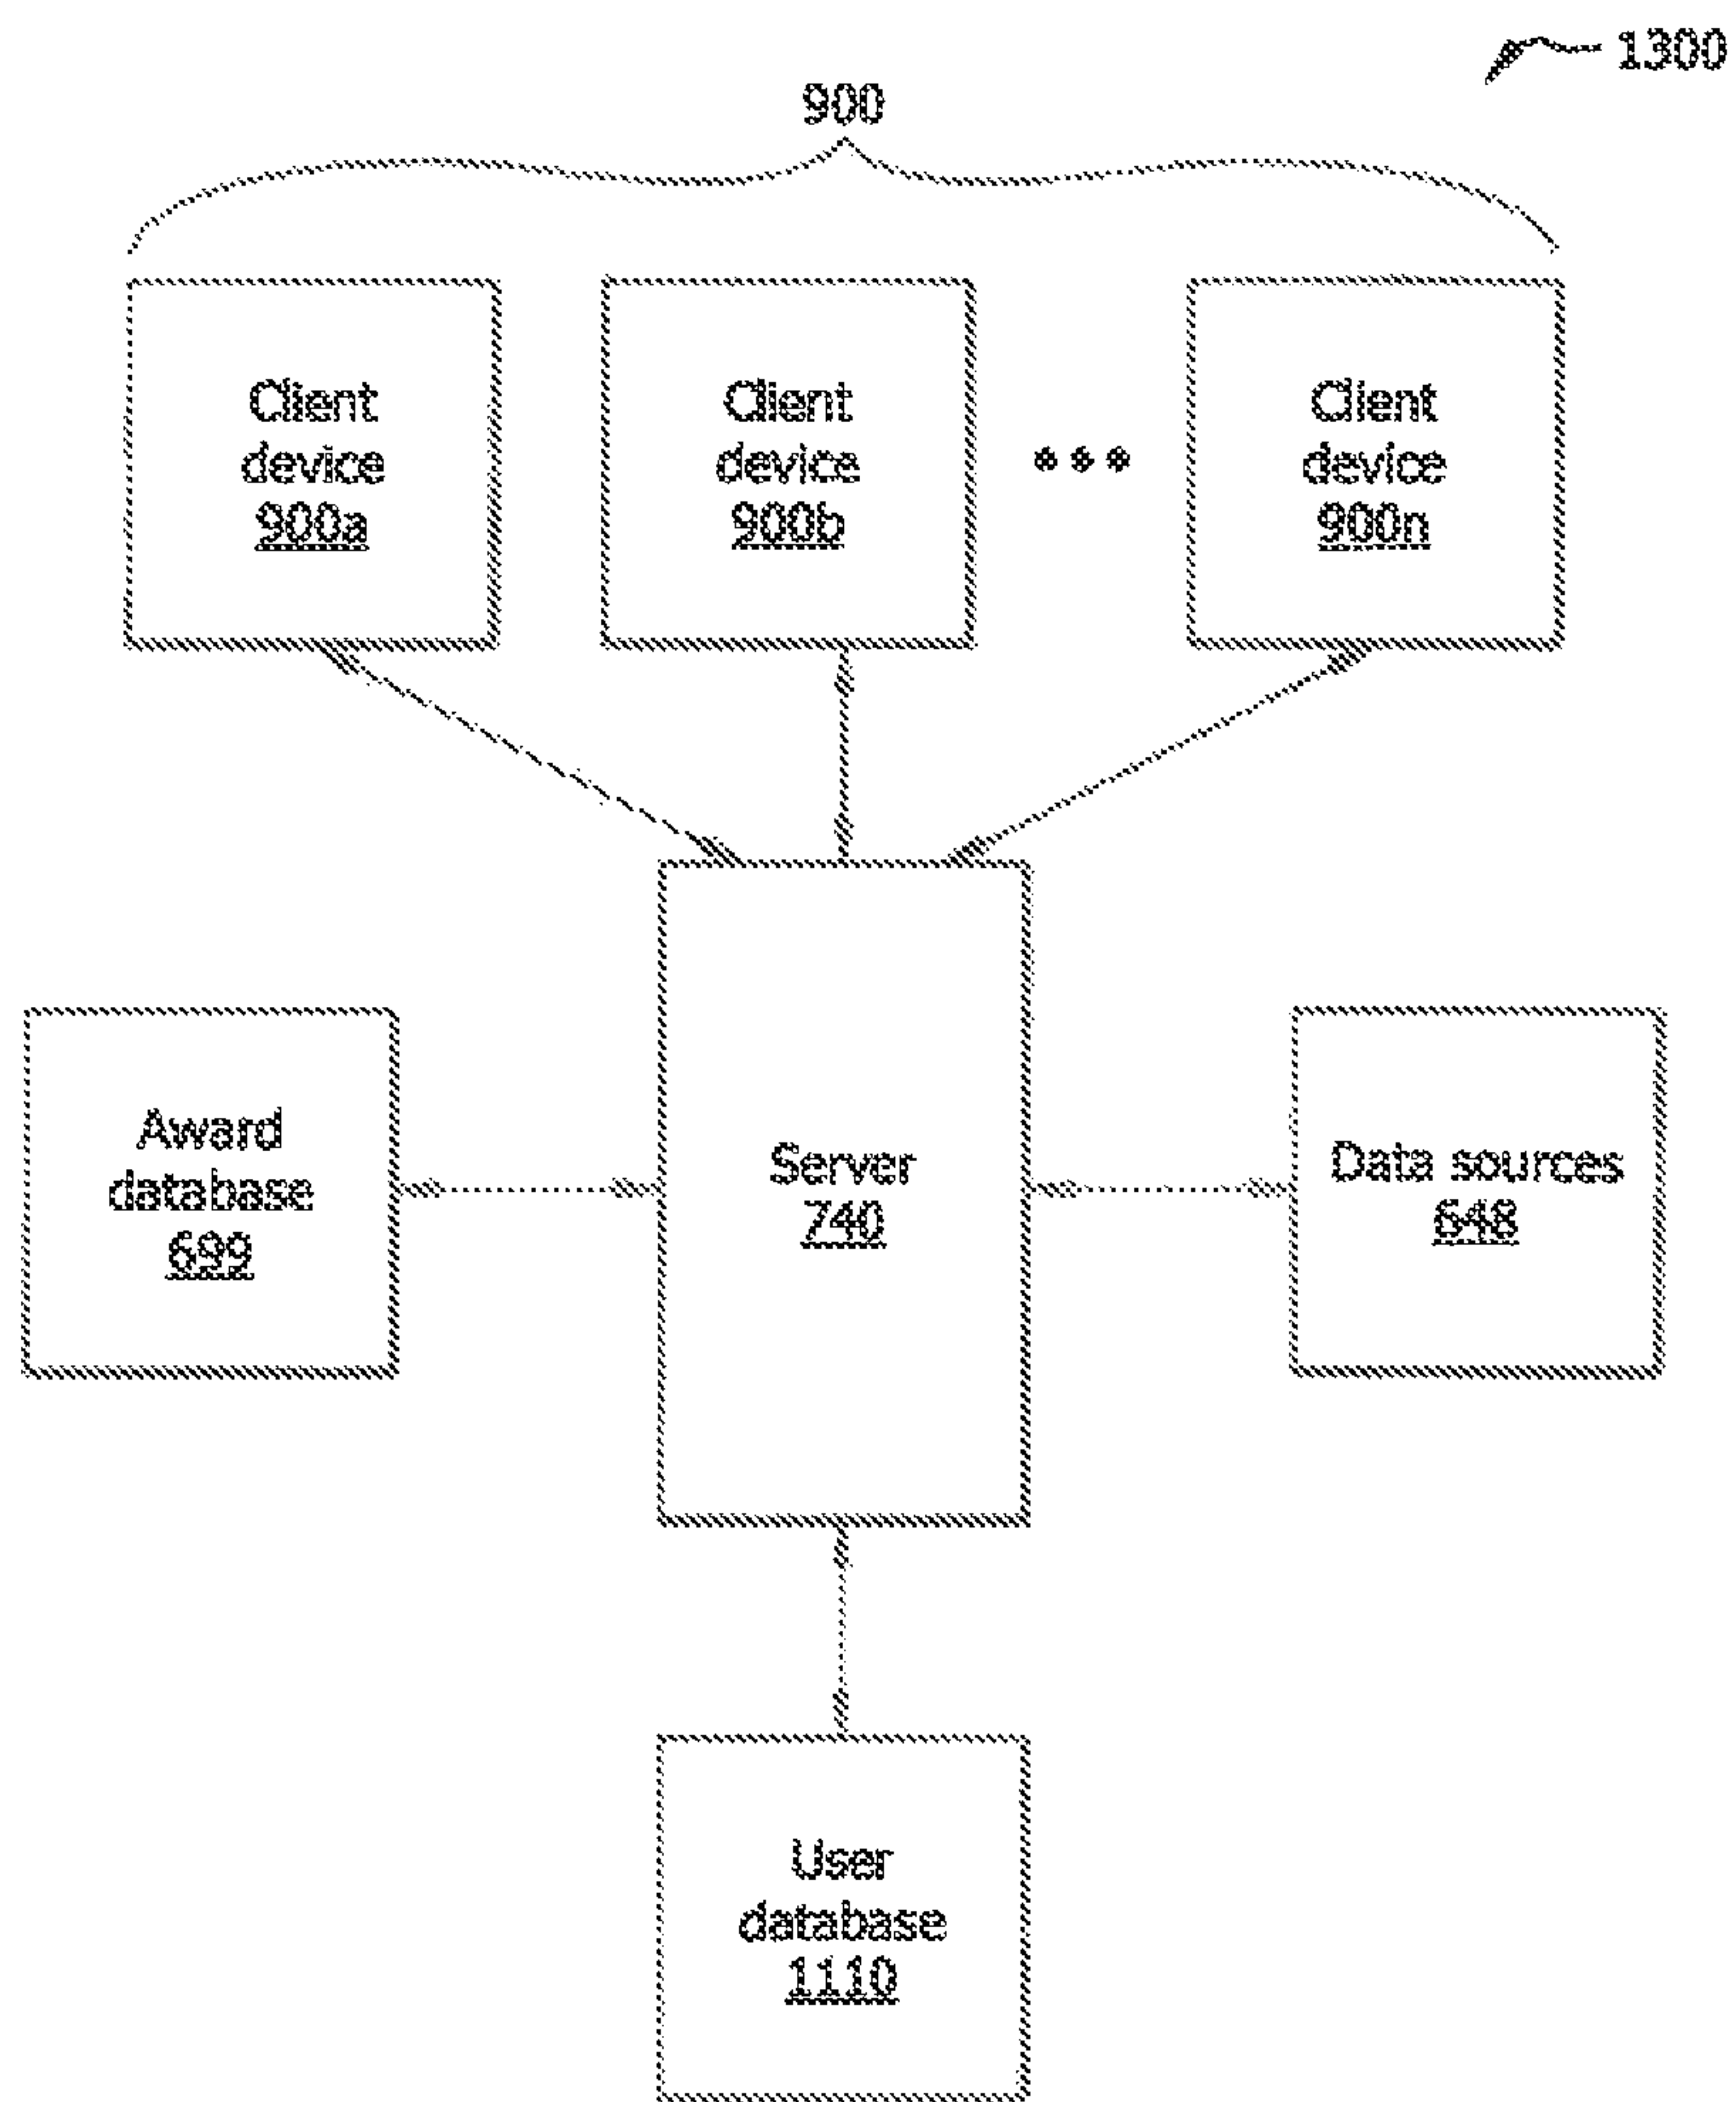 1300
900
Client
device
900a
Client
device
900b
Client
device
900n
Award
database
699
Server
740
Data sources
648
User
database
1110